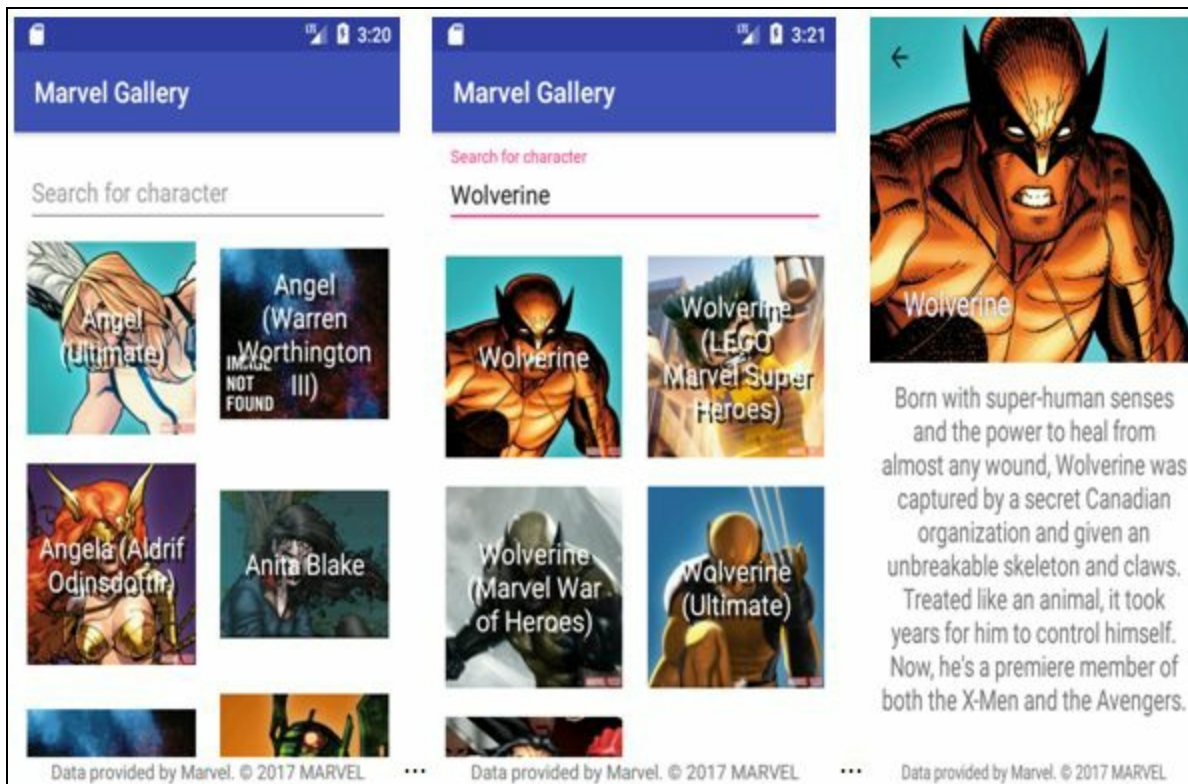 3:20
Marvel Gallery
Search for character
Angel
(Ultimate)
Angel
(Warren
Worthington
III)
IMAGE
NOT
FOUND
Angela (Aldrif
Odinsdottir)
Anita Blake
Data provided by Marvel. © 2017 MARVEL
...
3:21
Marvel Gallery
Search for character
Wolverine
Wolverine
Wolverine
(LEGO
Marvel Super
Heroes)
Wolverine
(Marvel War
of Heroes)
Wolverine
(Ultimate)
Data provided by Marvel. © 2017 MARVEL
...
Wolverine
Born with super-human senses
and the power to heal from
almost any wound, Wolverine was
captured by a secret Canadian
organization and given an
unbreakable skeleton and claws.
Treated like an animal, it took
years for him to control himself.
Now, he's a premiere member of
both the X-Men and the Avengers.
Data provided by Marvel. © 2017 MARVEL